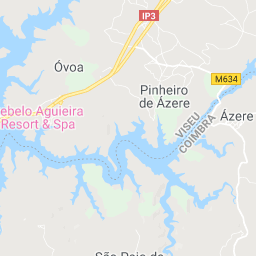 IP3
Óvoa
M634
Pinheiro
de Ázere
ebelo Aguieira
Resort & Spa
VISEU
COIMBRA
Ázere
São Paio de